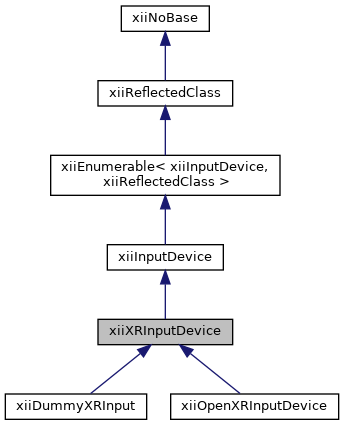 xiiNoBase
xiiReflectedClass
xiiEnumerable< xiiInputDevice,
xiiReflectedClass >
xiiInputDevice
xiiXRInputDevice
xiiDummyXRInput
xiiOpenXRInputDevice